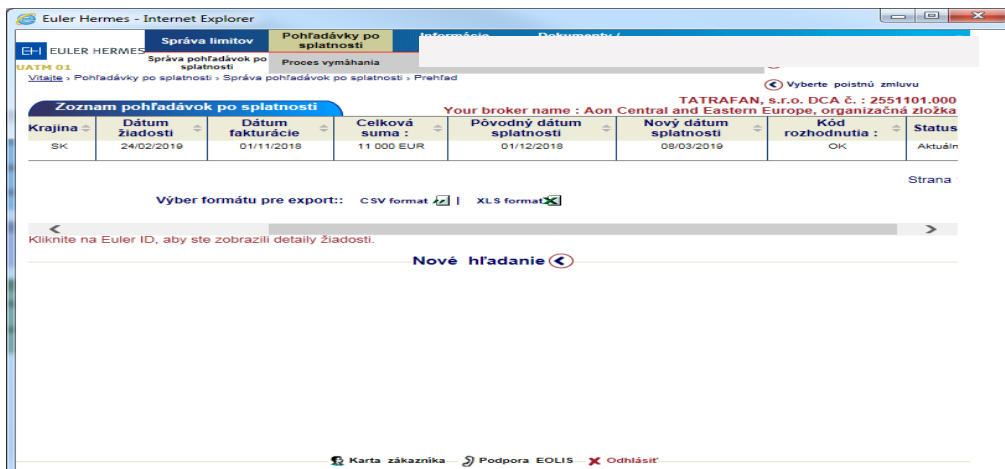 Euler Hermes - Internet Explorer
EH EULER HERMES
Správa limitov
Pohľadávky po splatnosti
Informácie
Dokumenty /
UATM 01
Správa pohľadávok po splatnosti
Proces vymáhania
Vitajte › Pohľadávky po splatnosti › Správa pohľadávok po splatnosti › Prehľad
Vyberte poistnú zmluvu
TATRAFAN, s.r.o. DCA č. : 2551101.000
Zoznam pohľadávok po splatnosti
Your broker name : Aon Central and Eastern Europe, organizačná zložka
Krajina Dátum žiadosti Dátum fakturácie Celková suma : Pôvodný dátum splatnosti Nový dátum splatnosti Kód rozhodnutia : Status
SK 24/02/2019 01/11/2018 11 000 EUR 01/12/2018 08/03/2019 OK Aktuáln
Strana
Výber formátu pre export:: CSV format | XLS format
Kliknite na Euler ID, aby ste zobrazili detaily žiadosti.
Nové hľadanie
Karta zákazníka Podpora EOLIS Odhlásiť